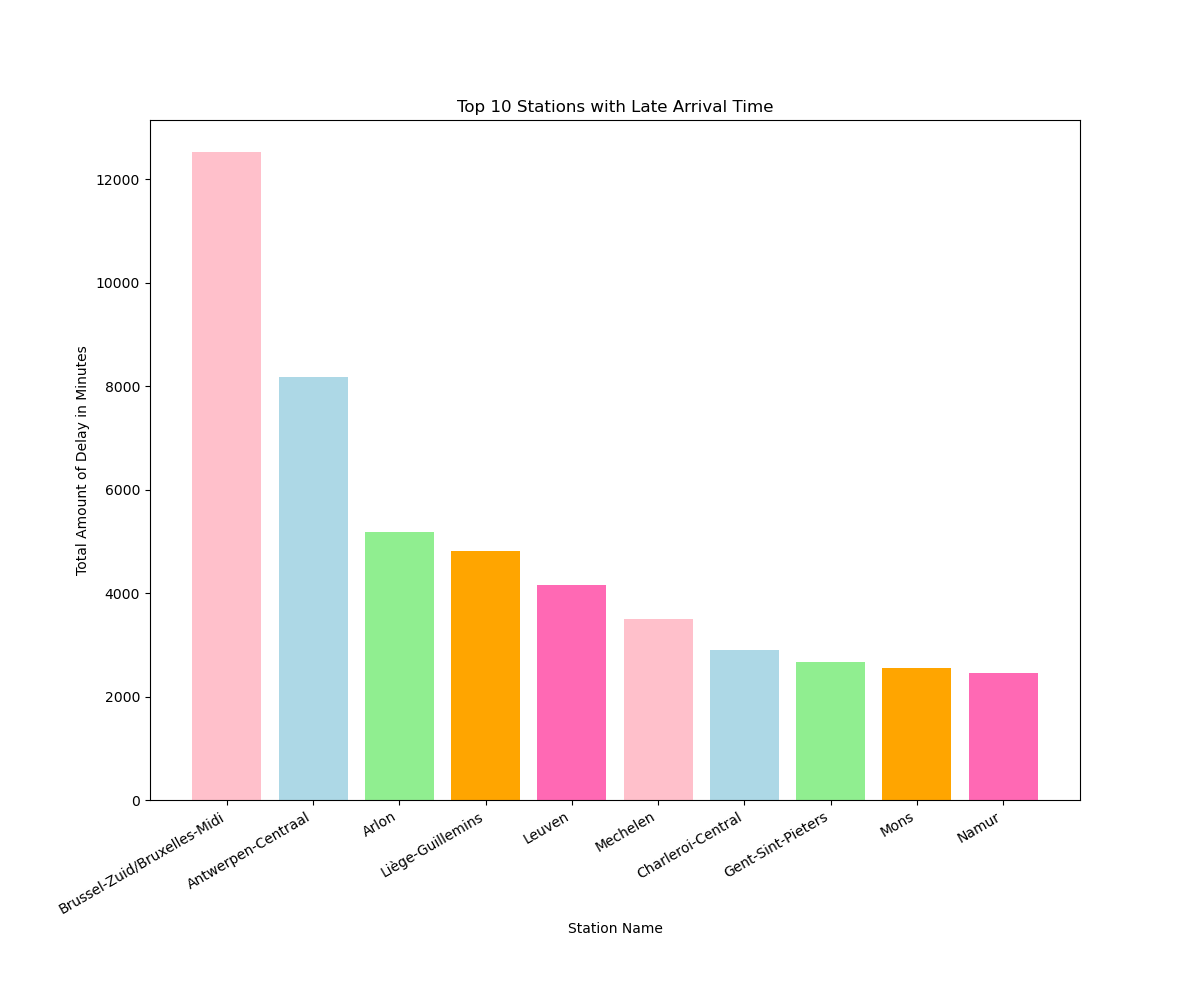 Top 10 Stations with Late Arrival Time
Total Amount of Delay in Minutes
12000
10000
8000
6000
4000
2000
0
Brussel-Zuid/Bruxelles-Midi
Antwerpen-Centraal
Arlon
Liège-Guillemins
Leuven
Mechelen
Charleroi-Central
Gent-Sint-Pieters
Mons
Namur
Station Name